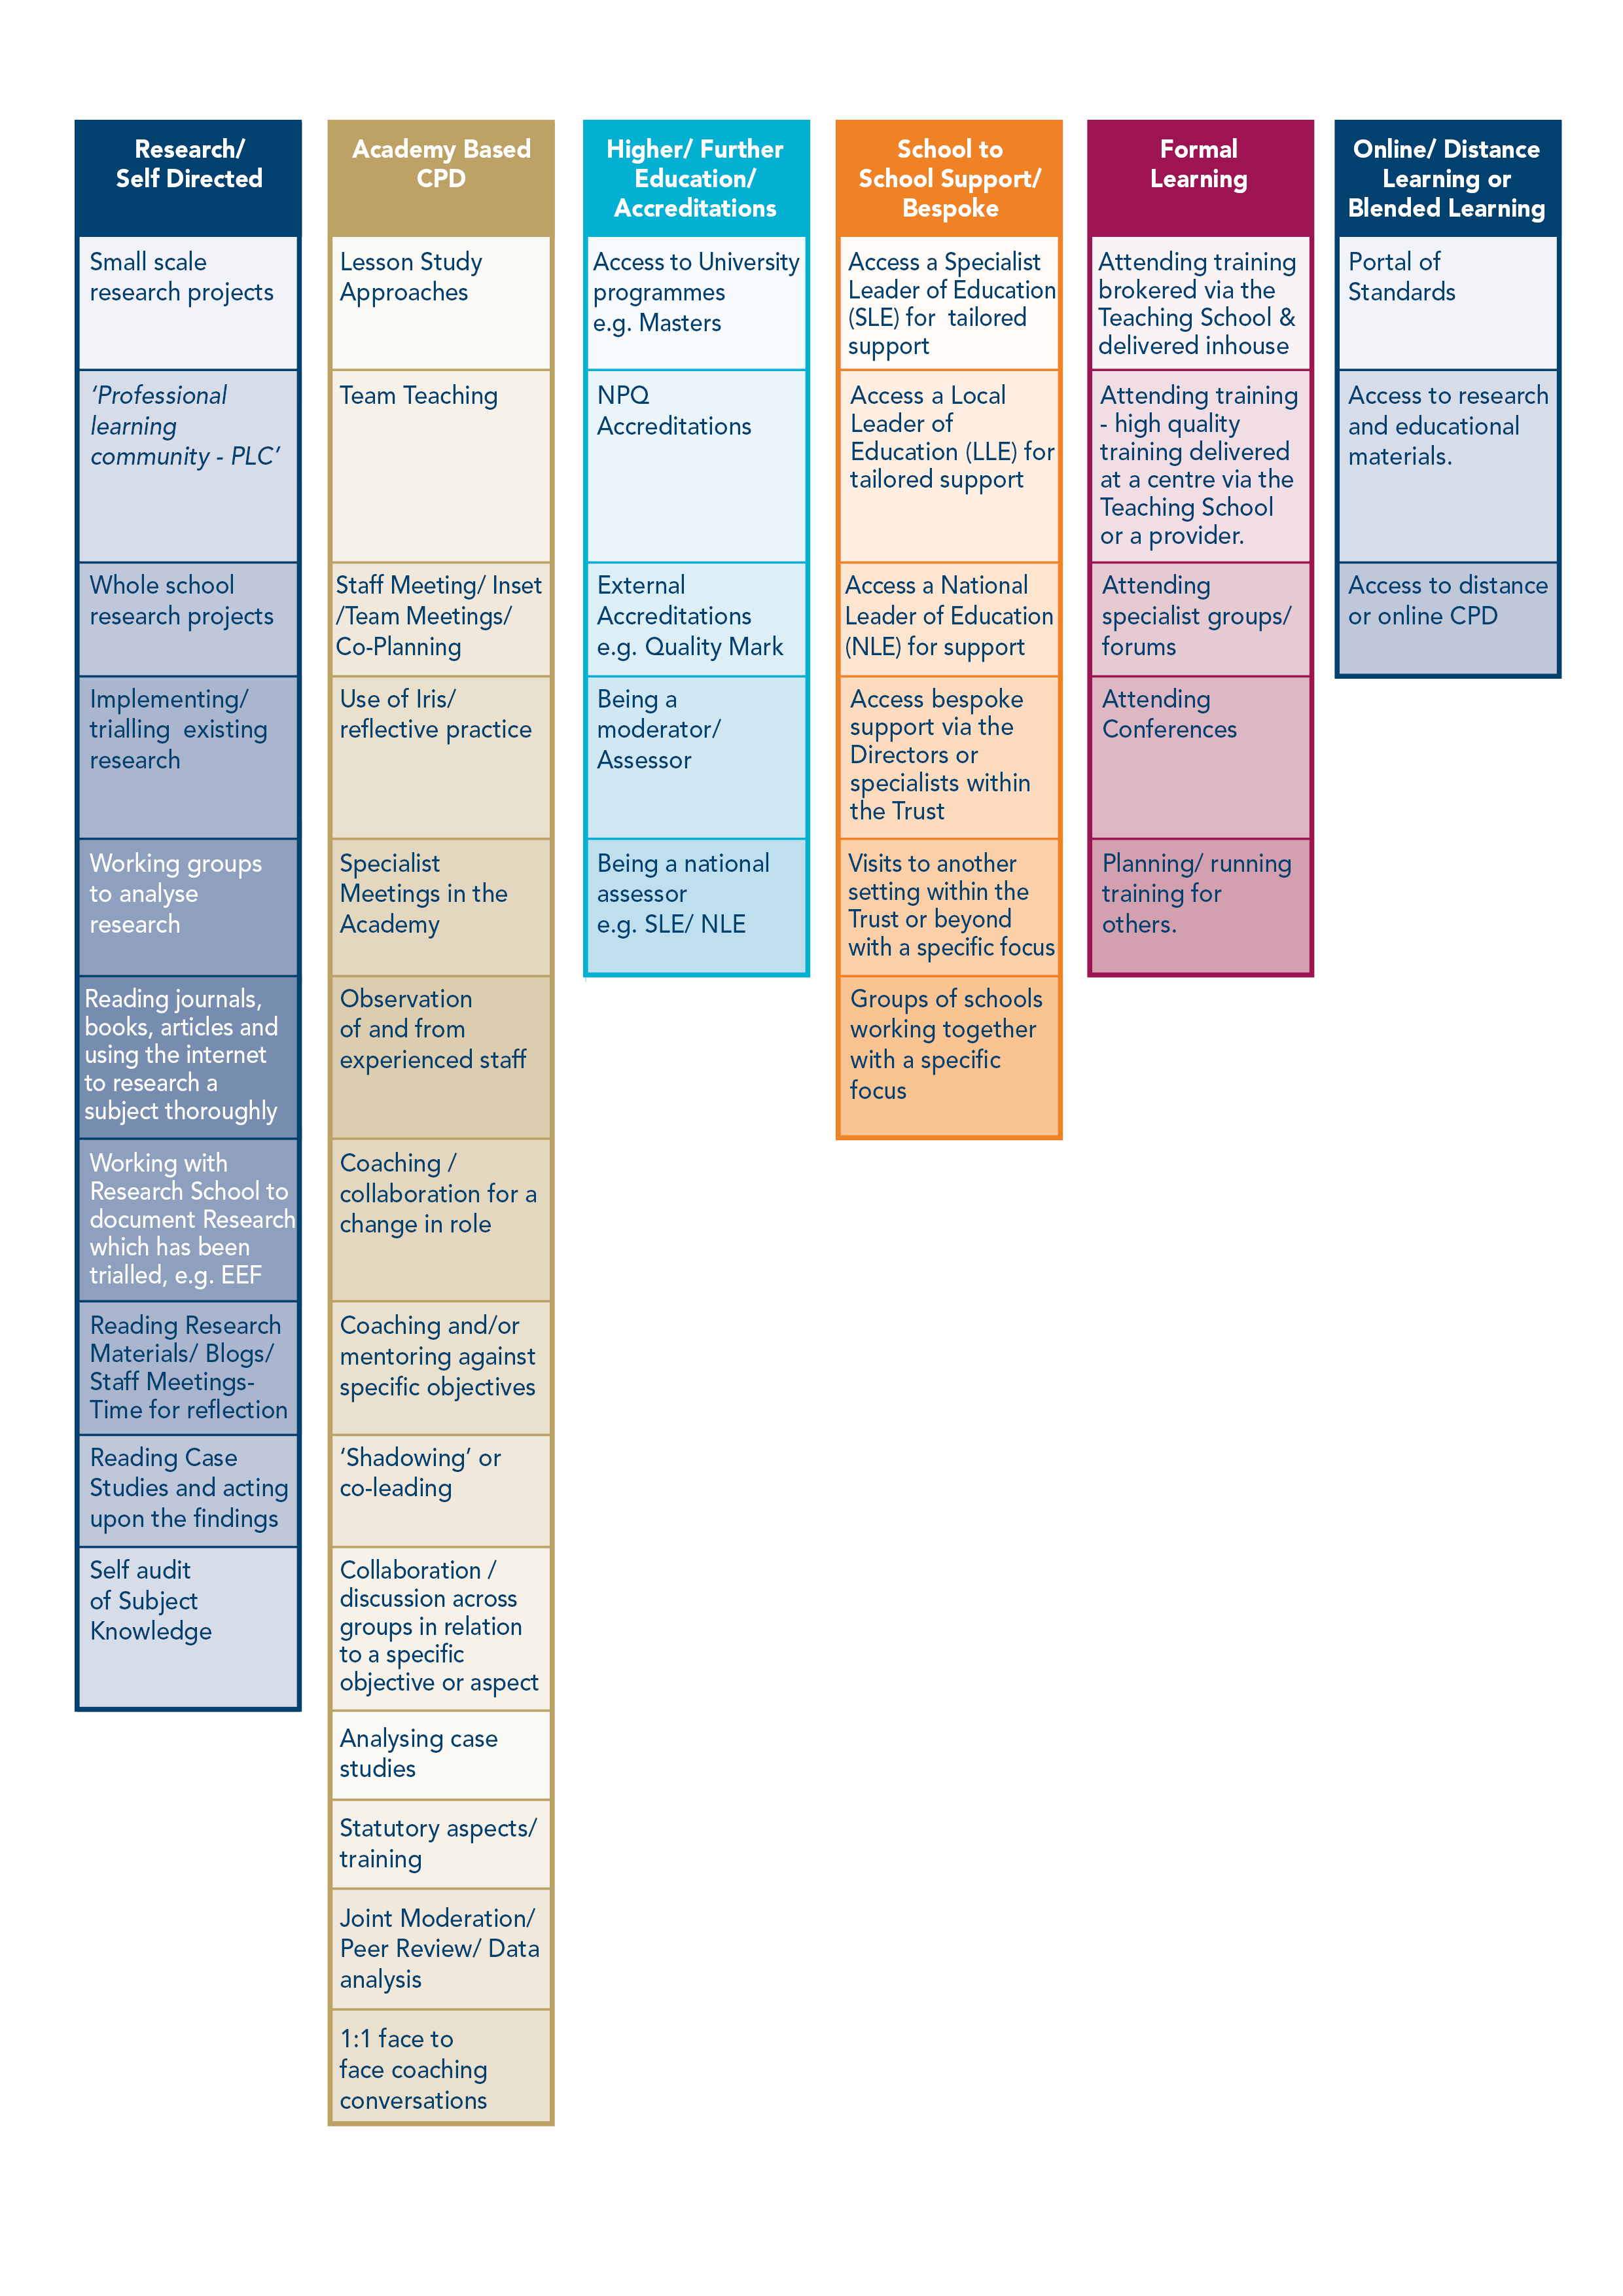 Research/
Self Directed
Small scale
research projects
‘Professional
learning
community - PLC’
Whole school
research projects
Implementing/
trialling  existing
research
Working groups
to analyse
research
Reading journals,
books, articles and
using the internet
to research a
subject thoroughly
Working with
Research School to
document Research
which has been
trialled, e.g. EEF
Reading Research
Materials/ Blogs/
Staff Meetings-
Time for reflection
Reading Case
Studies and acting
upon the findings
Self audit
of Subject
Knowledge
Academy Based
CPD
Lesson Study
Approaches
Team Teaching
Staff Meeting/ Inset
/Team Meetings/
Co-Planning
Use of Iris/
reflective practice
Specialist
Meetings in the
Academy
Observation
of and from
experienced staff
Coaching /
collaboration for a
change in role
Coaching and/or
mentoring against
specific objectives
‘Shadowing’ or
co-leading
Collaboration /
discussion across
groups in relation
to a specific
objective or aspect
Analysing case
studies
Statutory aspects/
training
Joint Moderation/
Peer Review/ Data
analysis
1:1 face to
face coaching
conversations
Higher/ Further
Education/
Accreditations
Access to University
programmes
e.g. Masters
NPQ
Accreditations
External
Accreditations
e.g. Quality Mark
Being a
moderator/
Assessor
Being a national
assessor
e.g. SLE/ NLE
School to
School Support/
Bespoke
Access a Specialist
Leader of Education
(SLE) for  tailored
support
Access a Local
Leader of
Education (LLE) for
tailored support
Access a National
Leader of Education
(NLE) for support
Access bespoke
support via the
Directors or
specialists within
the Trust
Visits to another
setting within the
Trust or beyond
with a specific focus
Groups of schools
working together
with a specific
focus
Formal
Learning
Attending training
brokered via the
Teaching School &
delivered inhouse
Attending training
- high quality
training delivered
at a centre via the
Teaching School
or a provider.
Attending
specialist groups/
forums
Attending
Conferences
Planning/ running
training for
others.
Online/ Distance
Learning or
Blended Learning
Portal of
Standards
Access to research
and educational
materials.
Access to distance
or online CPD